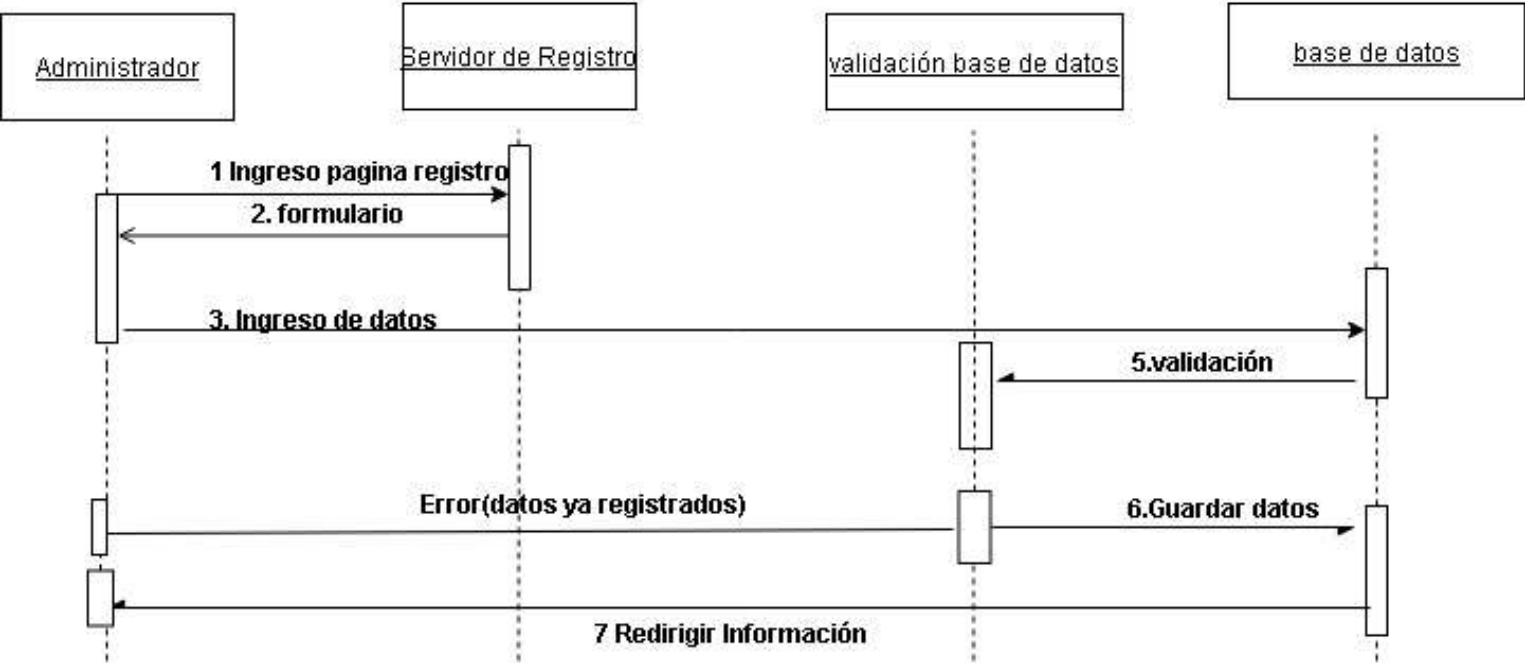 Administrador
Servidor de Registro
validación base de datos
base de datos
1 Ingreso pagina registro
2. formulario
3. Ingreso de datos
5.validación
Error(datos ya registrados)
6.Guardar datos
7 Redirigir Información